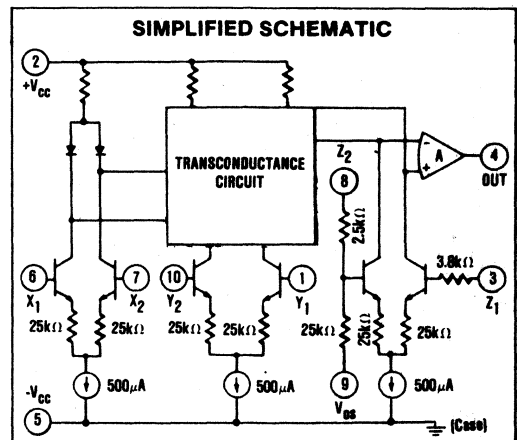 SIMPLIFIED SCHEMATIC
2
+Vcc
TRANSCONDUCTANCE
CIRCUIT
Z2
8
2.5kΩ
A
-
+
4
OUT
3.8kΩ
3
Z1
6
X1
7
X2
10
Y2
1
Y1
25kΩ
25kΩ
25kΩ
25kΩ
25kΩ
25kΩ
25kΩ
500μA
500μA
9
Vos
500μA
-Vcc
5
(Case)